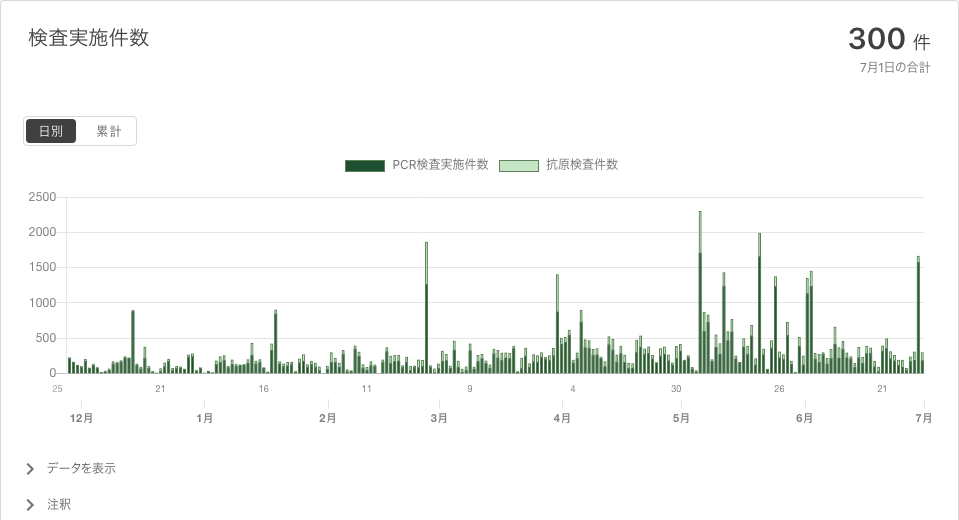 検査実施件数
300 件
7月1日の合計
日別 累計
PCR検査実施件数 抗原検査件数
2500
2000
1500
1000
500
0
25 21 16 11 9 4 30 26 21
12月 1月 2月 3月 4月 5月 6月 7月
データを表示
注釈